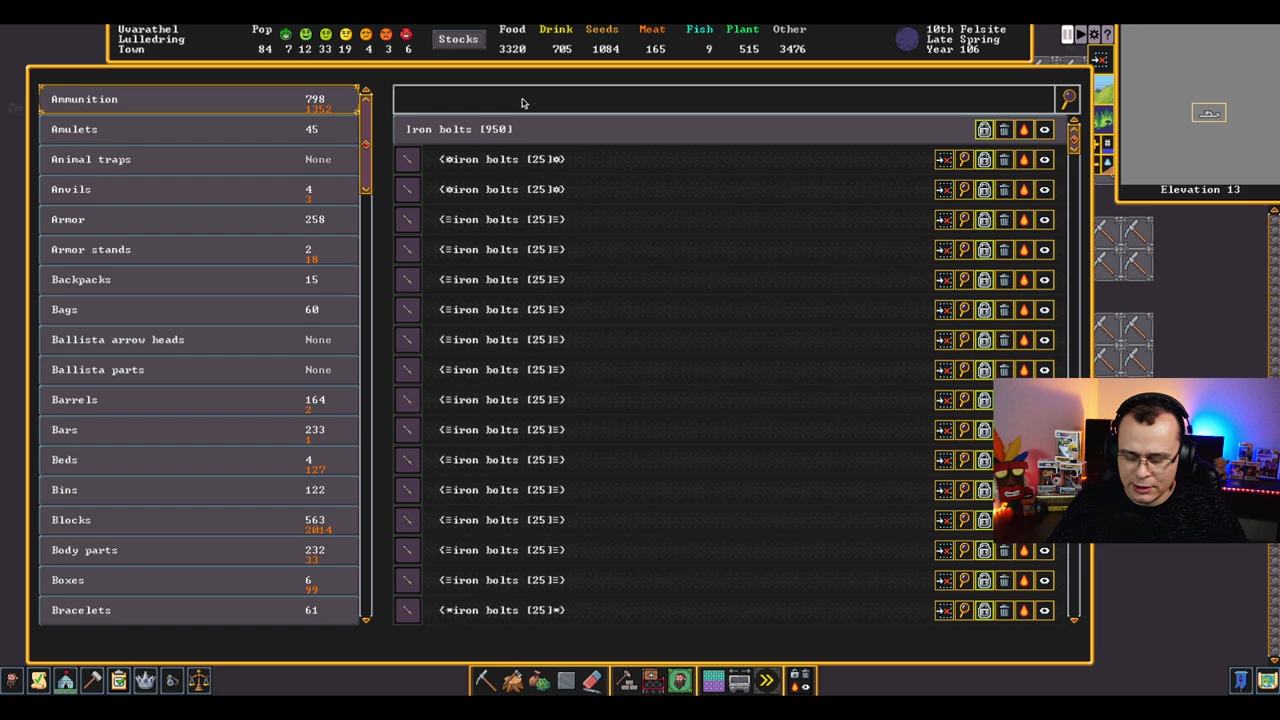 Uvarathel
Lulledring
Town
Pop
84 7 12 33 19 4 3 6
Stocks
Food Drink Seeds Meat Fish Plant Other
3320 705 1084 165 9 515 3476
10th Felsite
Late Spring
Year 106
Elevation 13
Ammunition 798
1352
Amulets 45
Animal traps None
Anvils 4
3
Armor 258
Armor stands 2
18
Backpacks 15
Bags 60
Ballista arrow heads None
Ballista parts None
Barrels 164
2
Bars 233
1
Beds 4
127
Bins 122
Blocks 563
2014
Body parts 232
33
Boxes 6
99
Bracelets 61
Iron bolts [950]
(☼iron bolts [25]☼)
(☼iron bolts [25]☼)
(≡iron bolts [25]≡)
(≡iron bolts [25]≡)
(≡iron bolts [25]≡)
(≡iron bolts [25]≡)
(≡iron bolts [25]≡)
(≡iron bolts [25]≡)
(≡iron bolts [25]≡)
(≡iron bolts [25]≡)
(≡iron bolts [25]≡)
(≡iron bolts [25]≡)
(≡iron bolts [25]≡)
(≡iron bolts [25]≡)
(≡iron bolts [25]≡)
(*iron bolts [25]*)